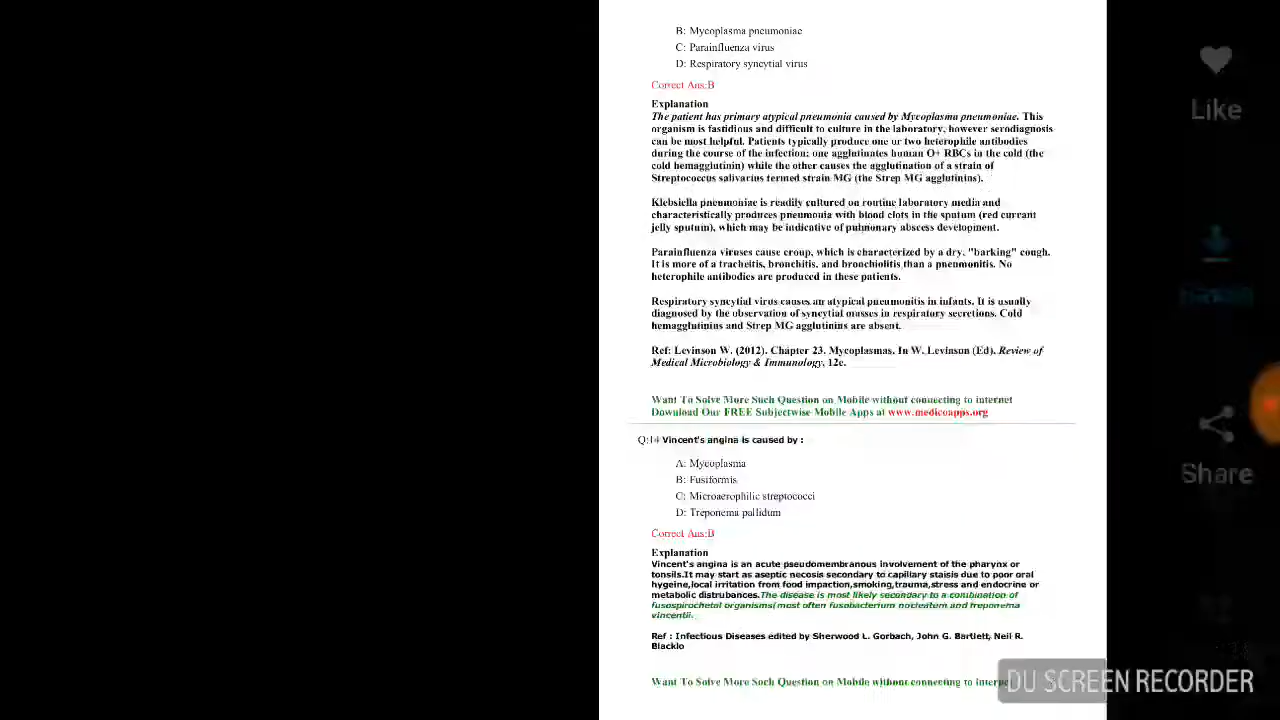 B: Mycoplasma pneumoniae
C: Parainfluenza virus
D: Respiratory syncytial virus
Correct Ans:B
Explanation
The patient has primary atypical pneumonia caused by Mycoplasma pneumoniae. This
organism is fastidious and difficult to culture in the laboratory, however serodiagnosis
can be most helpful. Patients typically produce one or two heterophile antibodies
during the course of the infection: one agglutinates human O+ RBCs in the cold (the
cold hemagglutinin) while the other causes the agglutination of a strain of
Streptococcus salivarius termed strain MG (the Strep MG agglutinins).
Klebsiella pneumoniae is readily cultured on routine laboratory media and
characteristically produces pneumonia with blood clots in the sputum (red currant
jelly sputum), which may be indicative of pulmonary abscess development.
Parainfluenza viruses cause croup, which is characterized by a dry, "barking" cough.
It is more of a tracheitis, bronchitis, and bronchiolitis than a pneumonitis. No
heterophile antibodies are produced in these patients.
Respiratory syncytial virus causes an atypical pneumonitis in infants. It is usually
diagnosed by the observation of syncytial masses in respiratory secretions. Cold
hemagglutinins and Strep MG agglutinins are absent.
Ref: Levinson W. (2012). Chapter 23. Mycoplasmas. In W. Levinson (Ed), Review of
Medical Microbiology & Immunology, 12e.
Want To Solve More Such Question on Mobile without connecting to internet
Download Our FREE Subjectwise Mobile Apps at www.medicoapps.org
Q:14 Vincent's angina is caused by :
A: Mycoplasma
B: Fusiformis
C: Microaerophilic streptococci
D: Treponema pallidum
Correct Ans:B
Explanation
Vincent's angina is an acute pseudomembranous involvement of the pharynx or
tonsils.It may start as aseptic necosis secondary to capillary staisis due to poor oral
hygeine,local irritation from food impaction,smoking,trauma,stress and endocrine or
metabolic distrubances.The disease is most likely secondary to a combination of
fusospirochetal organisms(most often fusobacterium nocleatum and treponema
vincentii.
Ref : Infectious Diseases edited by Sherwood L. Gorbach, John G. Bartlett, Neil R.
Blacklo
Want To Solve More Such Question on Mobile without connecting to
Like
Share
DU SCREEN RECORDER